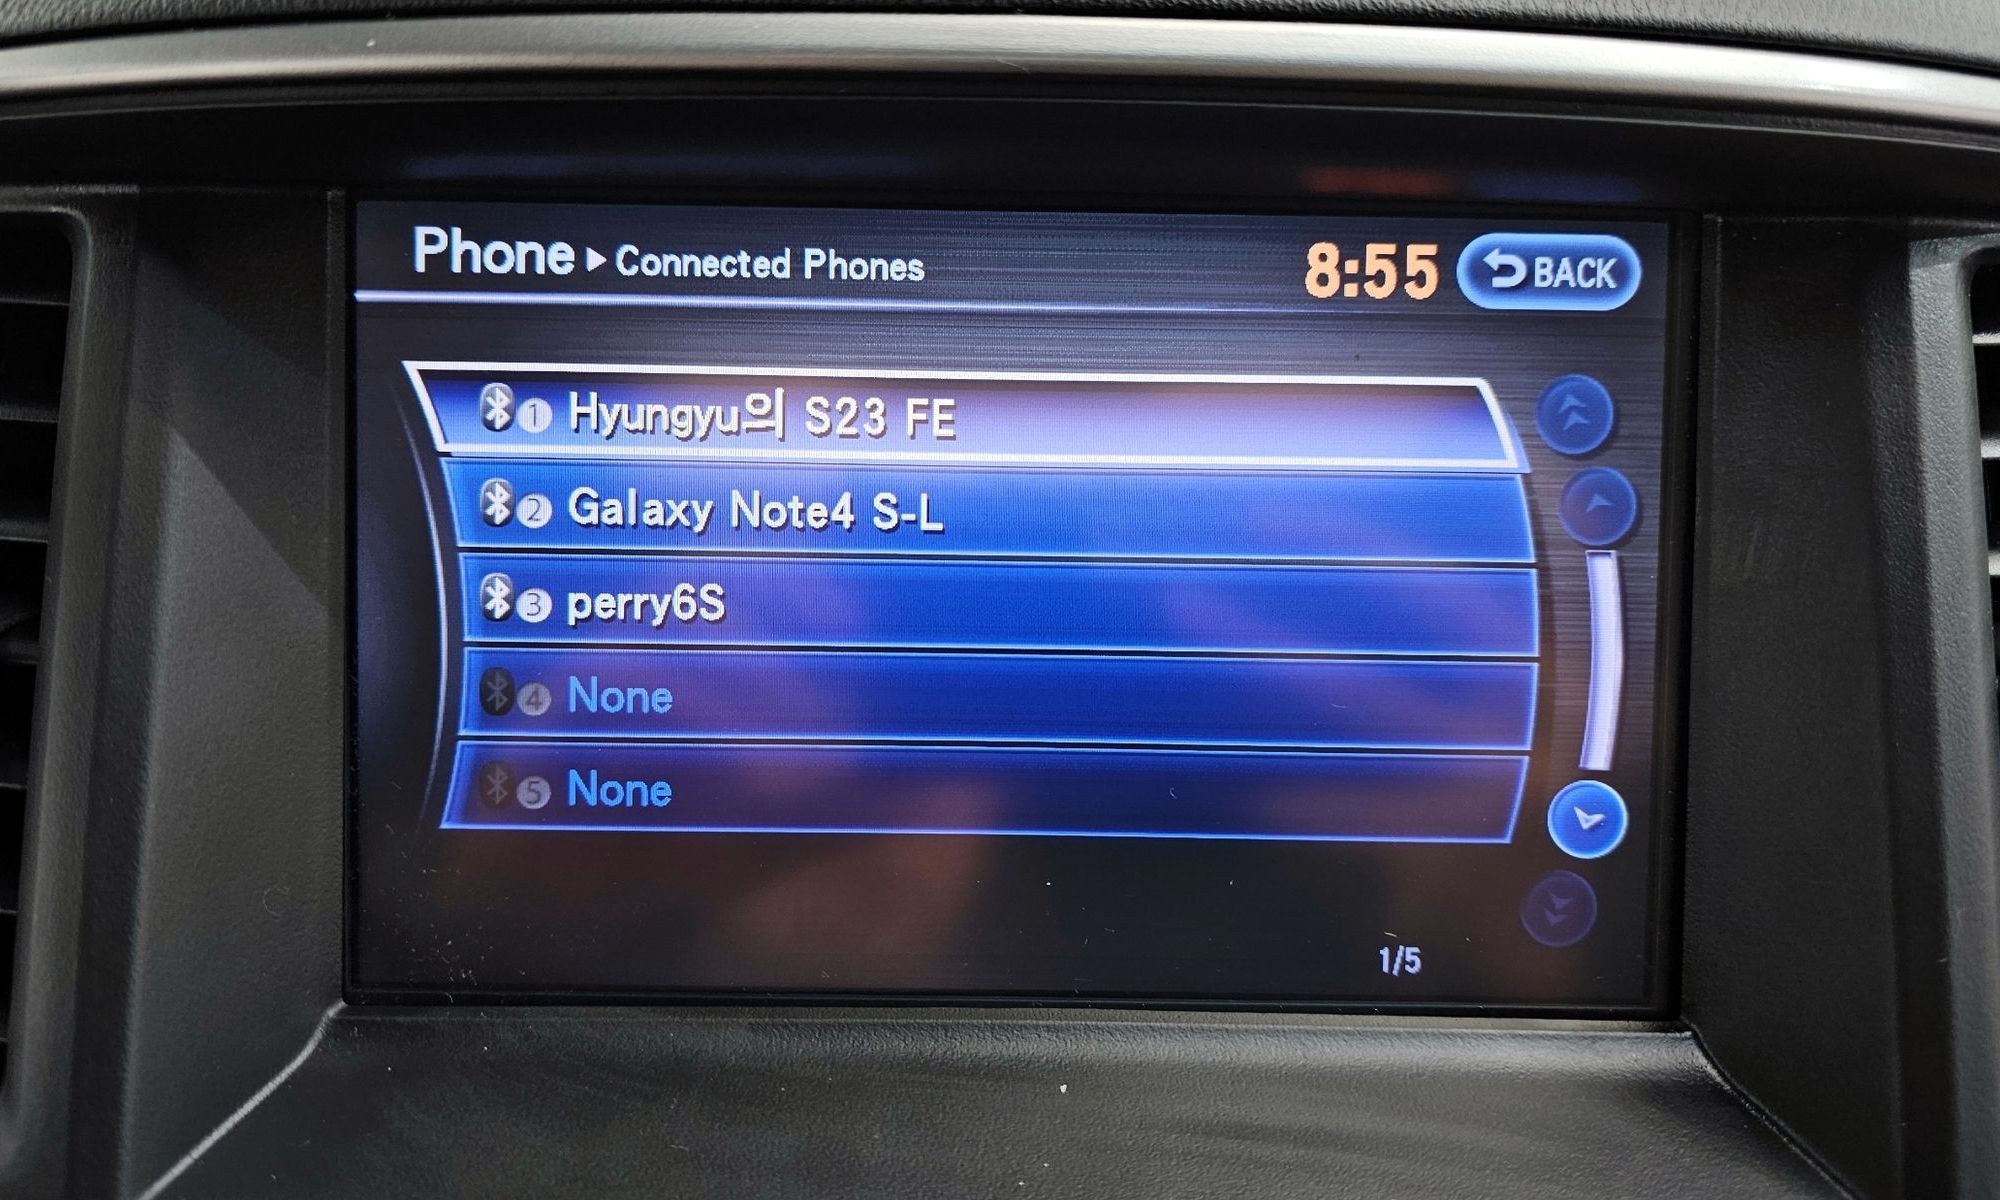 Phone ▶ Connected Phones 8:55 BACK
1 Hyungyu의 S23 FE
2 Galaxy Note4 S-L
3 perry6S
4 None
5 None
1/5